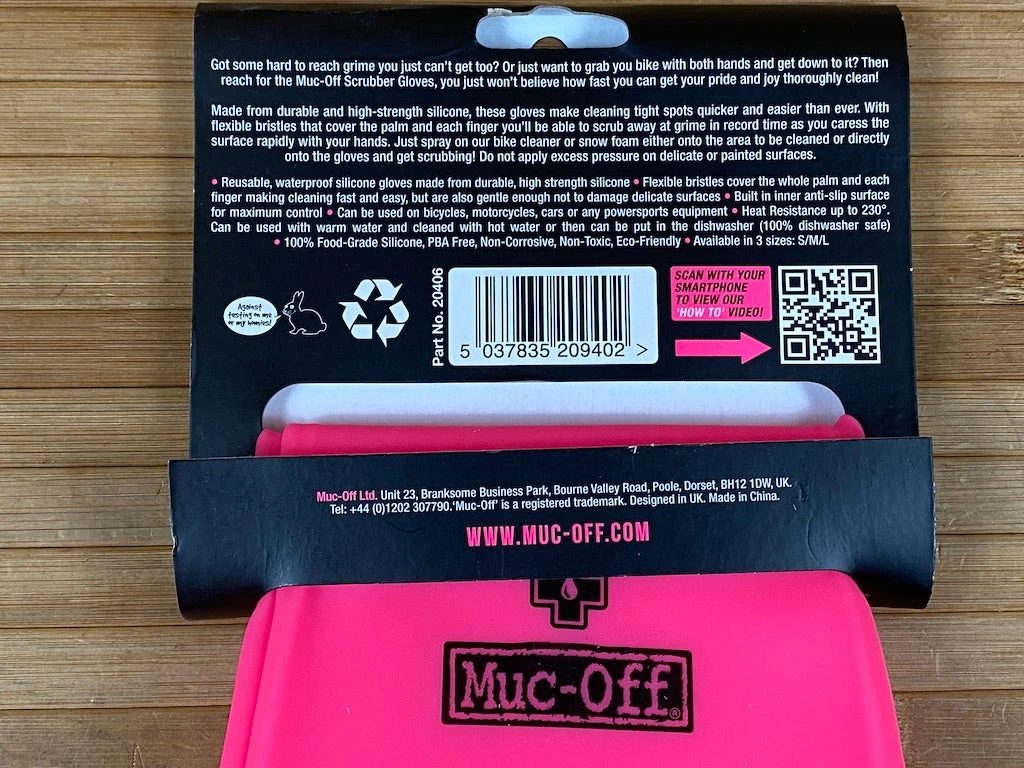 Got some hard to reach grime you just can't get too? Or just want to grab you bike with both hands and get down to it? Then
reach for the Muc-Off Scrubber Gloves, you just won't believe how fast you can get your pride and joy thoroughly clean!
Made from durable and high-strength silicone, these gloves make cleaning tight spots quicker and easier than ever. With
flexible bristles that cover the palm and each finger you'll be able to scrub away at grime in record time as you caress the
surface rapidly with your hands. Just spray on our bike cleaner or snow foam either onto the area to be cleaned or directly
onto the gloves and get scrubbing! Do not apply excess pressure on delicate or painted surfaces.
• Reusable, waterproof silicone gloves made from durable, high strength silicone • Flexible bristles cover the whole palm and each
finger making cleaning fast and easy, but are also gentle enough not to damage delicate surfaces • Built in inner anti-slip surface
for maximum control • Can be used on bicycles, motorcycles, cars or any powersports equipment • Heat Resistance up to 230°.
Can be used with warm water and cleaned with hot water or then can be put in the dishwasher (100% dishwasher safe)
• 100% Food-Grade Silicone, PBA Free, Non-Corrosive, Non-Toxic, Eco-Friendly • Available in 3 sizes: S/M/L
Against
testing on me
or my homies!
Part No. 20406
5 037835 209402 >
SCAN WITH YOUR
SMARTPHONE
TO VIEW OUR
'HOW TO' VIDEO!
Muc-Off Ltd. Unit 23, Branksome Business Park, Bourne Valley Road, Poole, Dorset, BH12 1DW, UK.
Tel: +44 (0)1202 307790.'Muc-Off' is a registered trademark. Designed in UK. Made in China.
WWW.MUC-OFF.COM
Muc-Off®